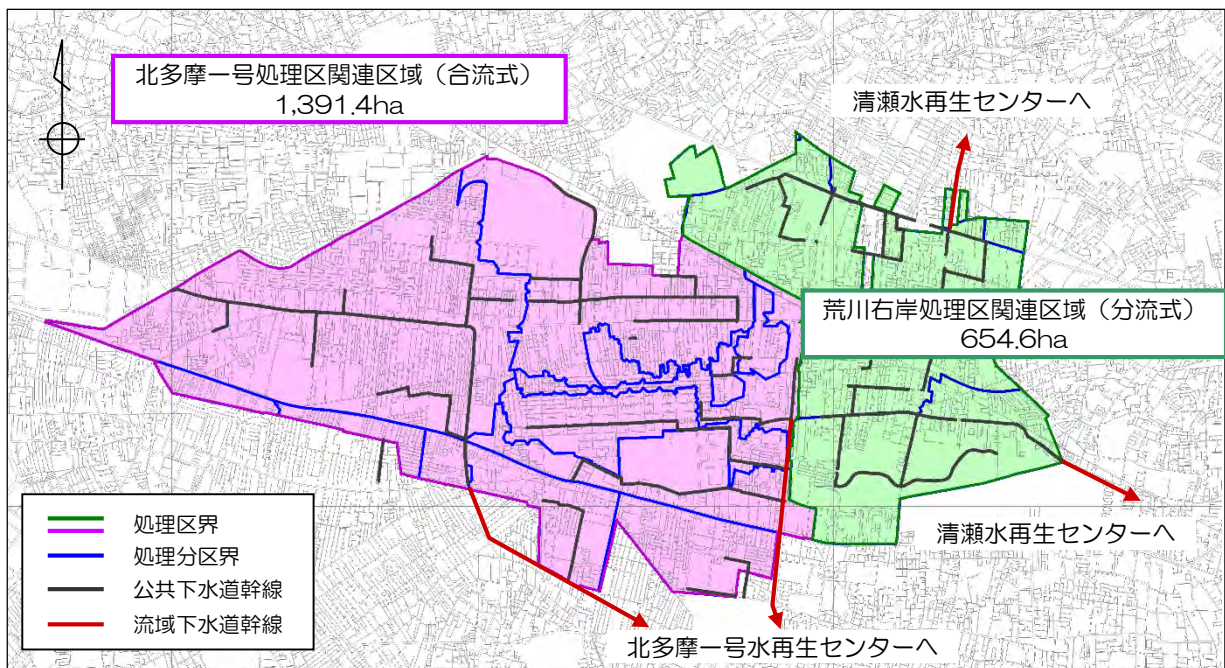 北多摩一号処理区関連区域（合流式）
1,391.4ha
清瀬水再生センターへ
荒川右岸処理区関連区域（分流式）
654.6ha
清瀬水再生センターへ
北多摩一号水再生センターへ
処理区界
処理分区界
公共下水道幹線
流域下水道幹線